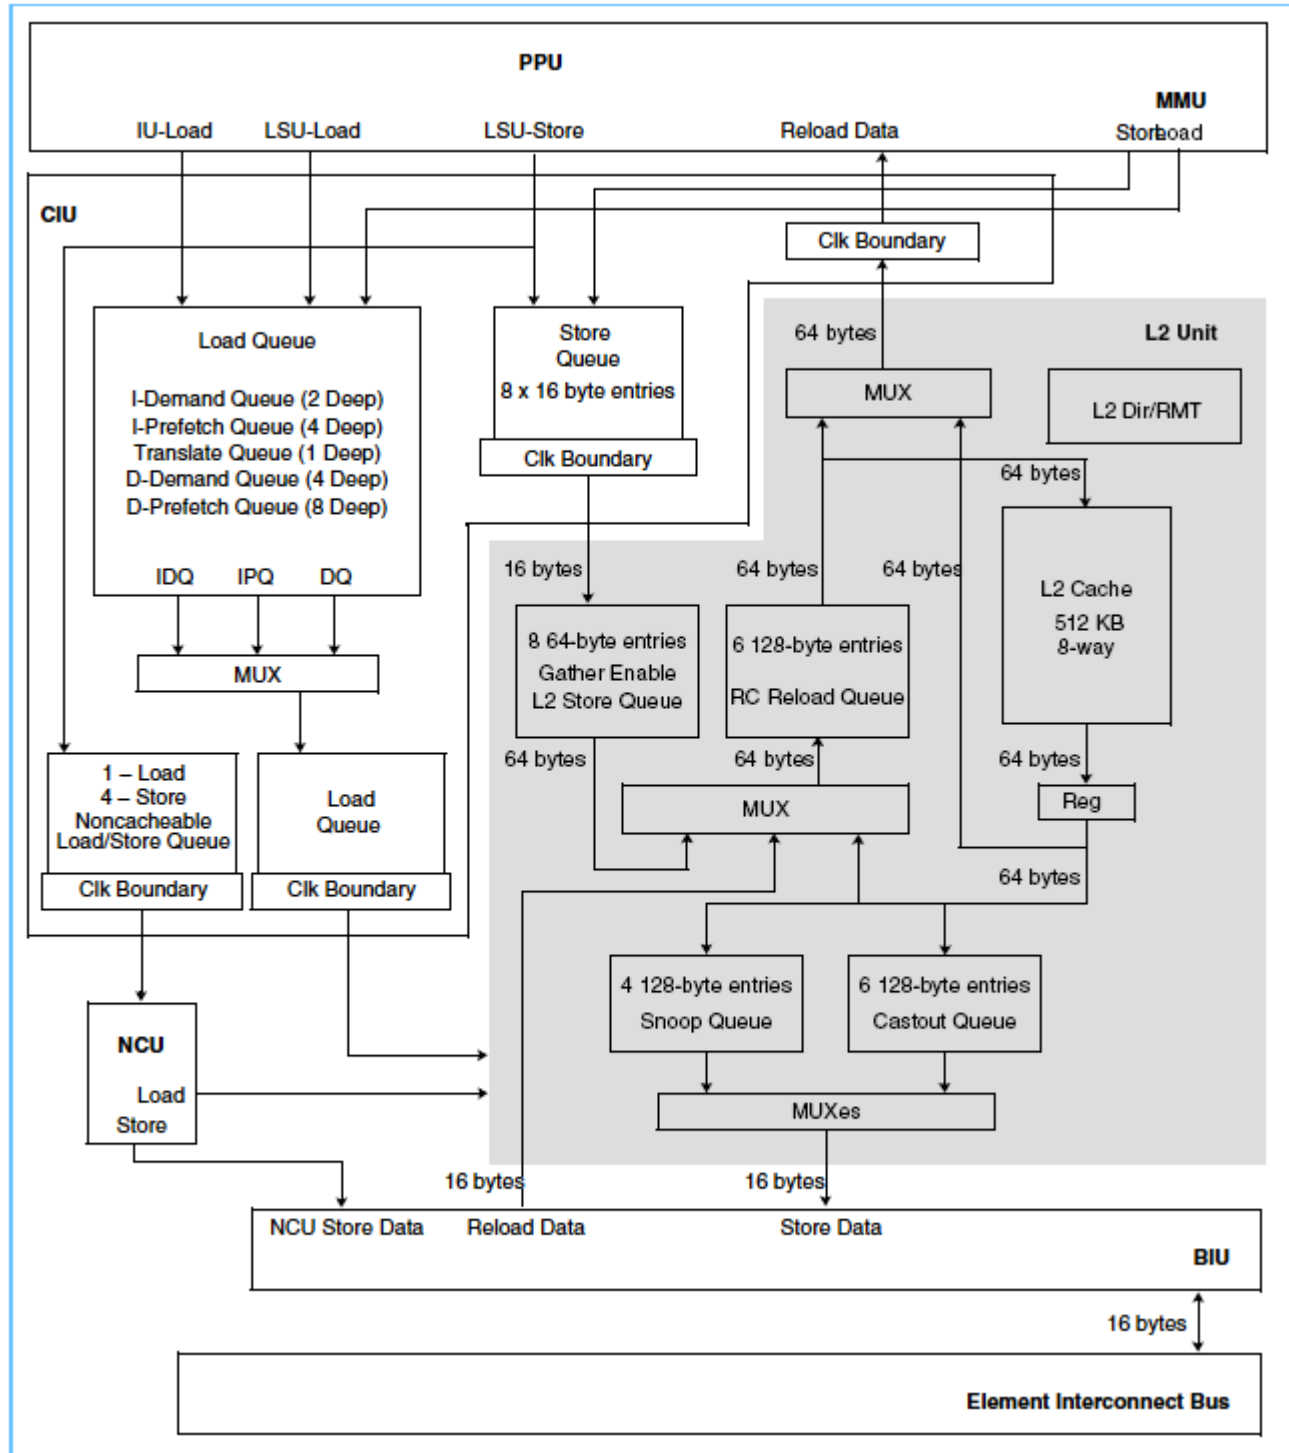 PPU
MMU
IU-Load
LSU-Load
LSU-Store
Reload Data
Store
Load
CIU
Clk Boundary
Load Queue
I-Demand Queue (2 Deep)
I-Prefetch Queue (4 Deep)
Translate Queue (1 Deep)
D-Demand Queue (4 Deep)
D-Prefetch Queue (8 Deep)
IDQ
IPQ
DQ
MUX
Store
Queue
8 x 16 byte entries
Clk Boundary
64 bytes
L2 Unit
MUX
L2 Dir/RMT
64 bytes
16 bytes
64 bytes
64 bytes
L2 Cache
512 KB
8-way
8 64-byte entries
Gather Enable
L2 Store Queue
6 128-byte entries
RC Reload Queue
64 bytes
64 bytes
64 bytes
1 – Load
4 – Store
Noncacheable
Load/Store Queue
Clk Boundary
Load
Queue
Clk Boundary
MUX
Reg
64 bytes
4 128-byte entries
Snoop Queue
6 128-byte entries
Castout Queue
NCU
Load
Store
MUXes
16 bytes
16 bytes
NCU Store Data
Reload Data
Store Data
BIU
16 bytes
Element Interconnect Bus